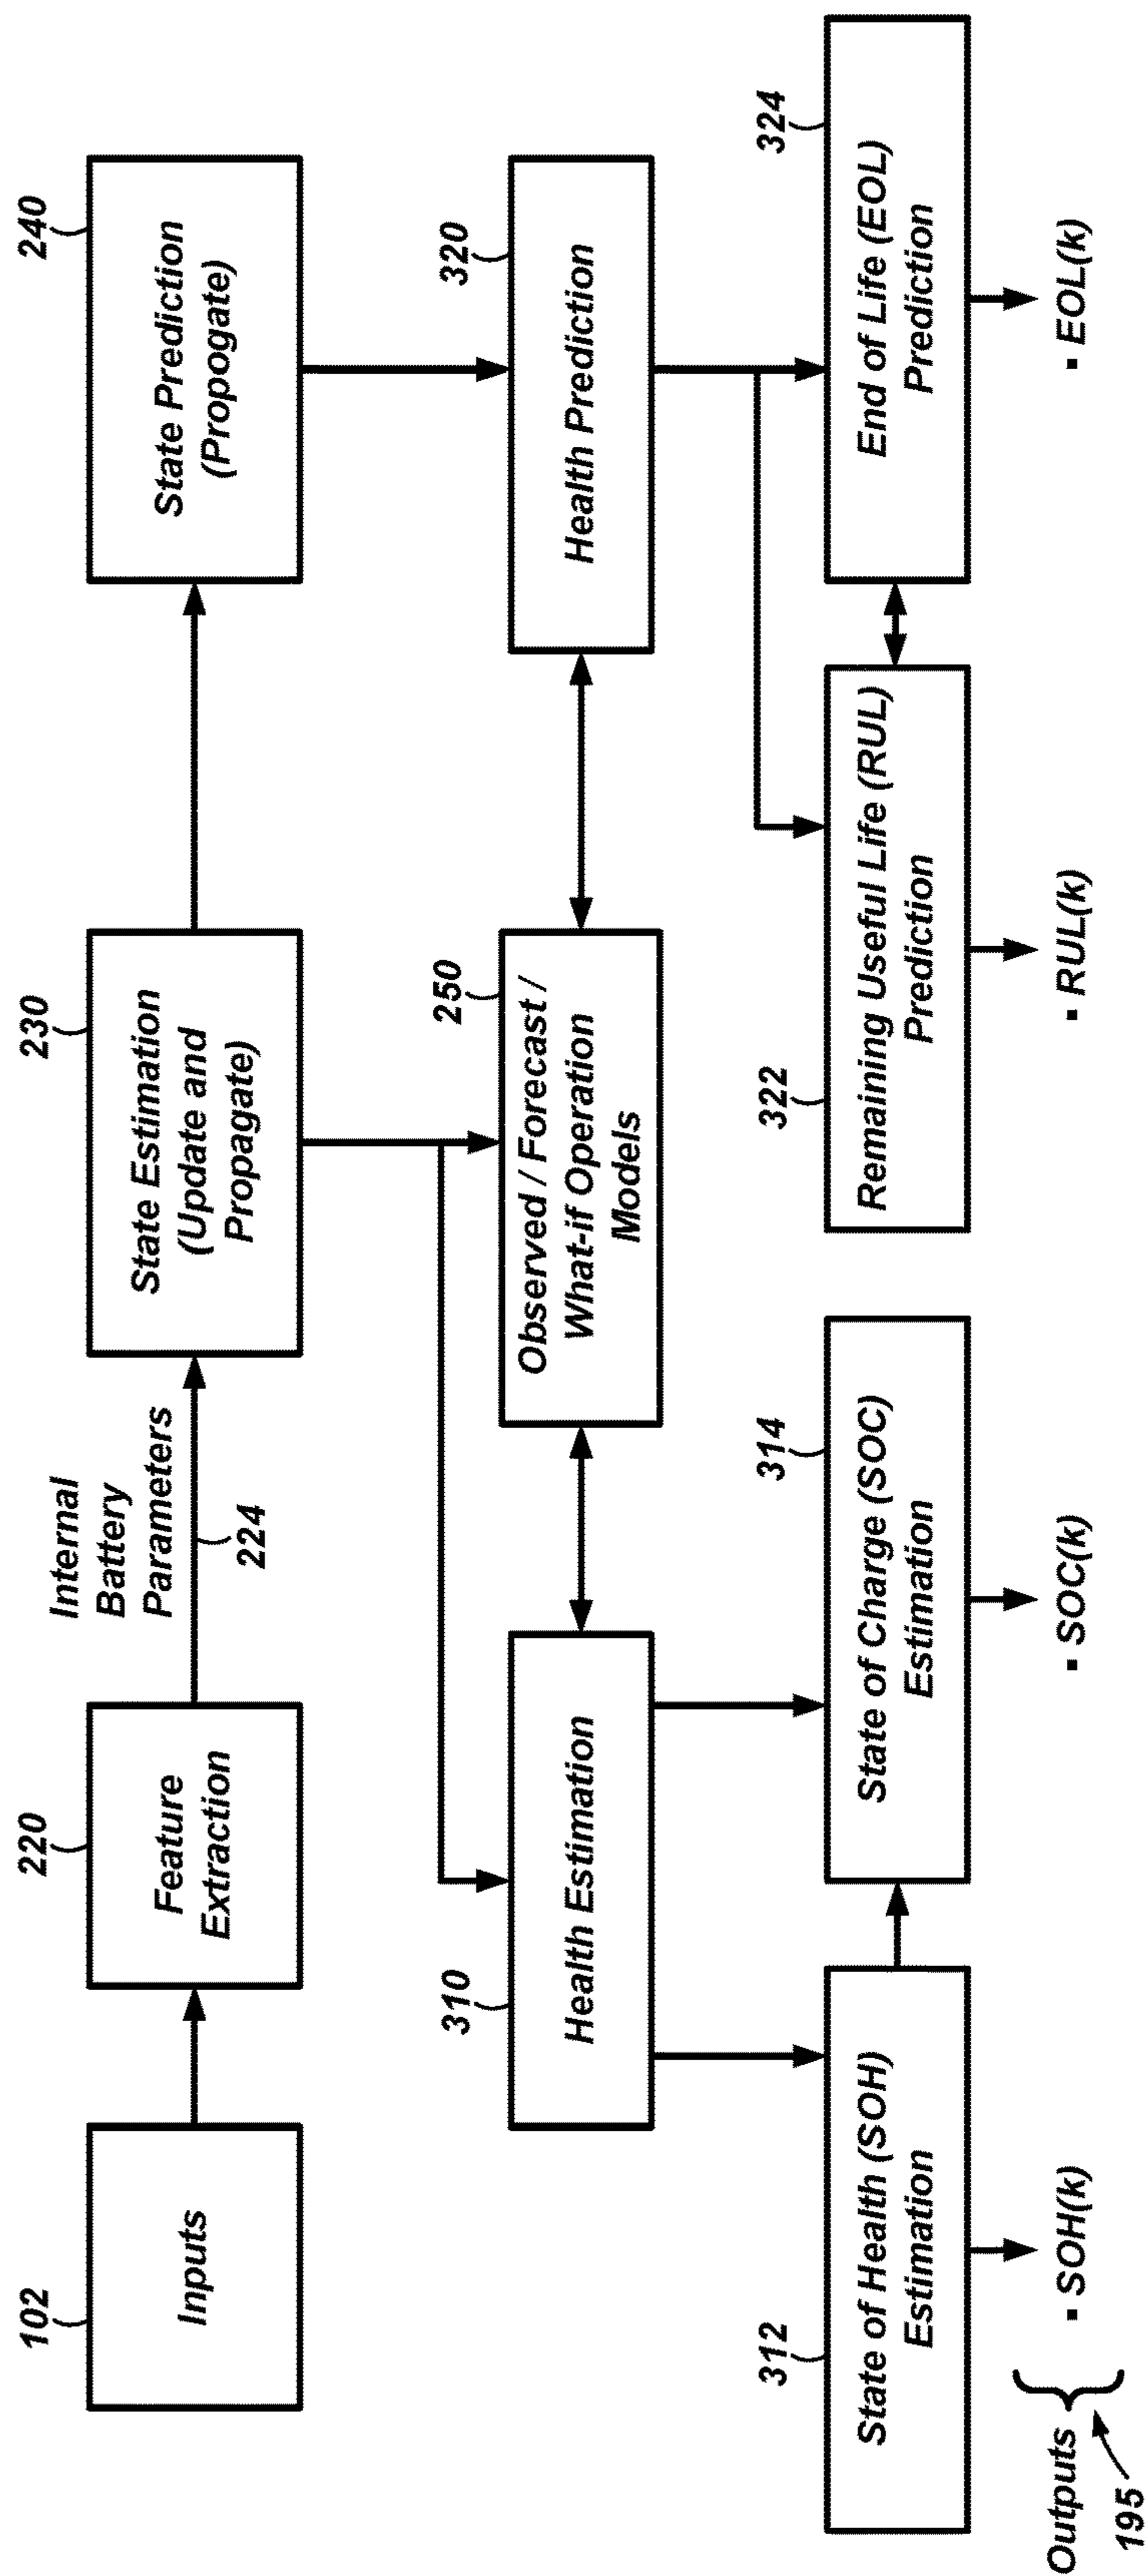 102
Inputs
220
Feature
Extraction
Internal
Battery
Parameters
224
230
State Estimation
(Update and
Propagate)
240
State Prediction
(Propogate)
310
Health Estimation
250
Observed / Forecast /
What-if Operation
Models
320
Health Prediction
312
State of Health (SOH)
Estimation
314
State of Charge (SOC)
Estimation
322
Remaining Useful Life (RUL)
Prediction
324
End of Life (EOL)
Prediction
Outputs
195
▪ SOH(k)
▪ SOC(k)
▪ RUL(k)
▪ EOL(k)